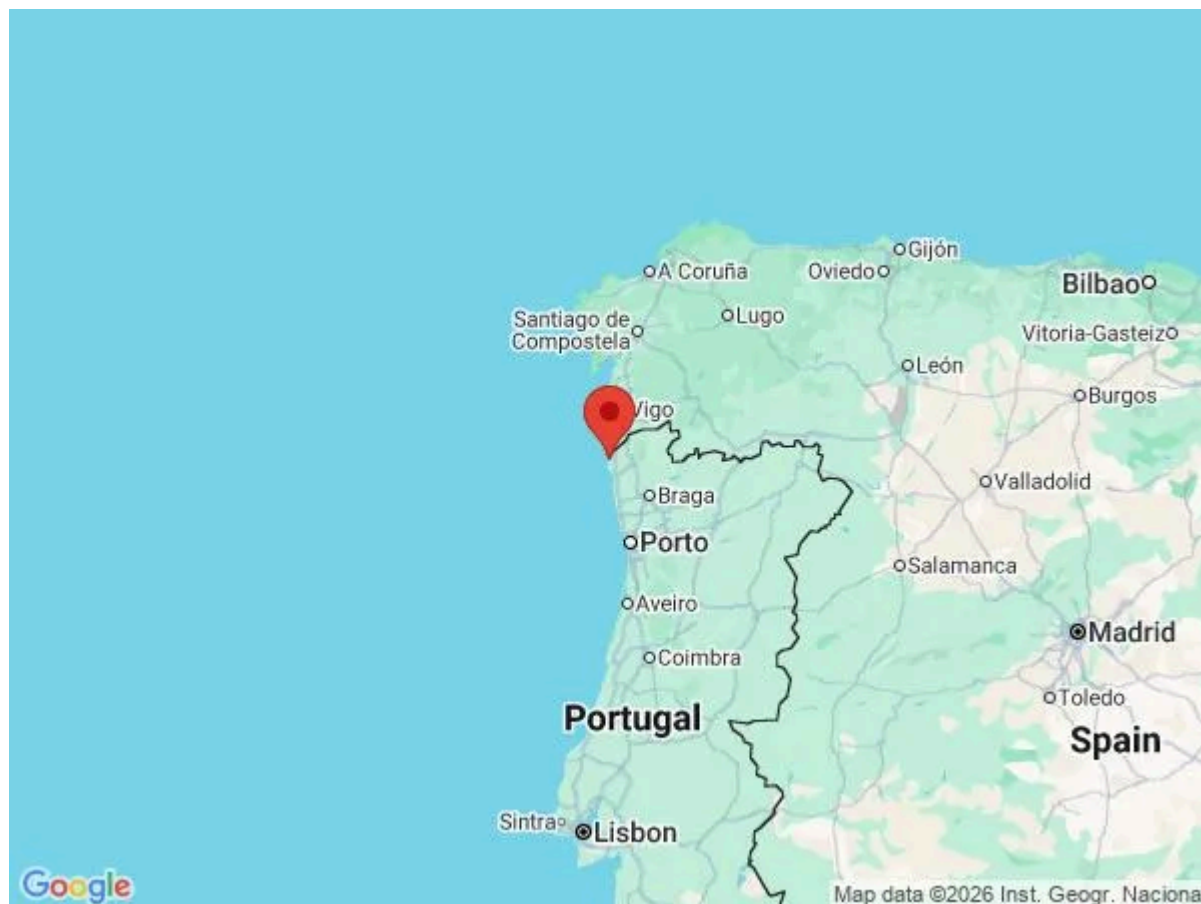 Gijón
A Coruña
Oviedo
Bilbao
Lugo
Santiago de
Compostela
Vitoria-Gasteiz
León
Burgos
Vigo
Valladolid
Braga
Porto
Salamanca
Aveiro
Madrid
Coimbra
Toledo
Portugal
Spain
Sintra
Lisbon
Google
Map data ©2026 Inst. Geogr. Naciona